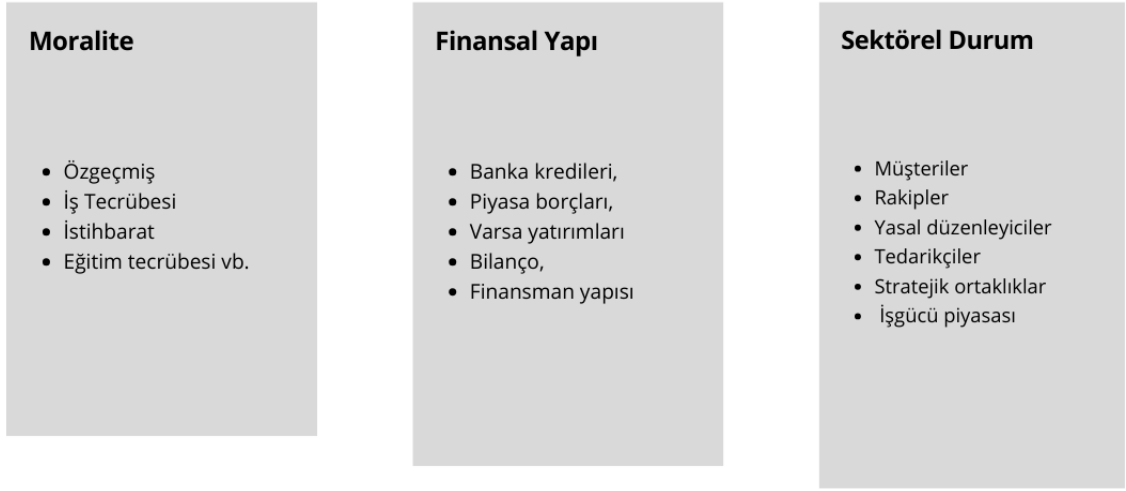 Moralite
• Özgeçmiş
• İş Tecrübesi
• İstihbarat
• Eğitim tecrübesi vb.
Finansal Yapı
• Banka kredileri,
• Piyasa borçları,
• Varsa yatırımları
• Bilanço,
• Finansman yapısı
Sektörel Durum
• Müşteriler
• Rakipler
• Yasal düzenleyiciler
• Tedarikçiler
• Stratejik ortaklıklar
• İşgücü piyasası